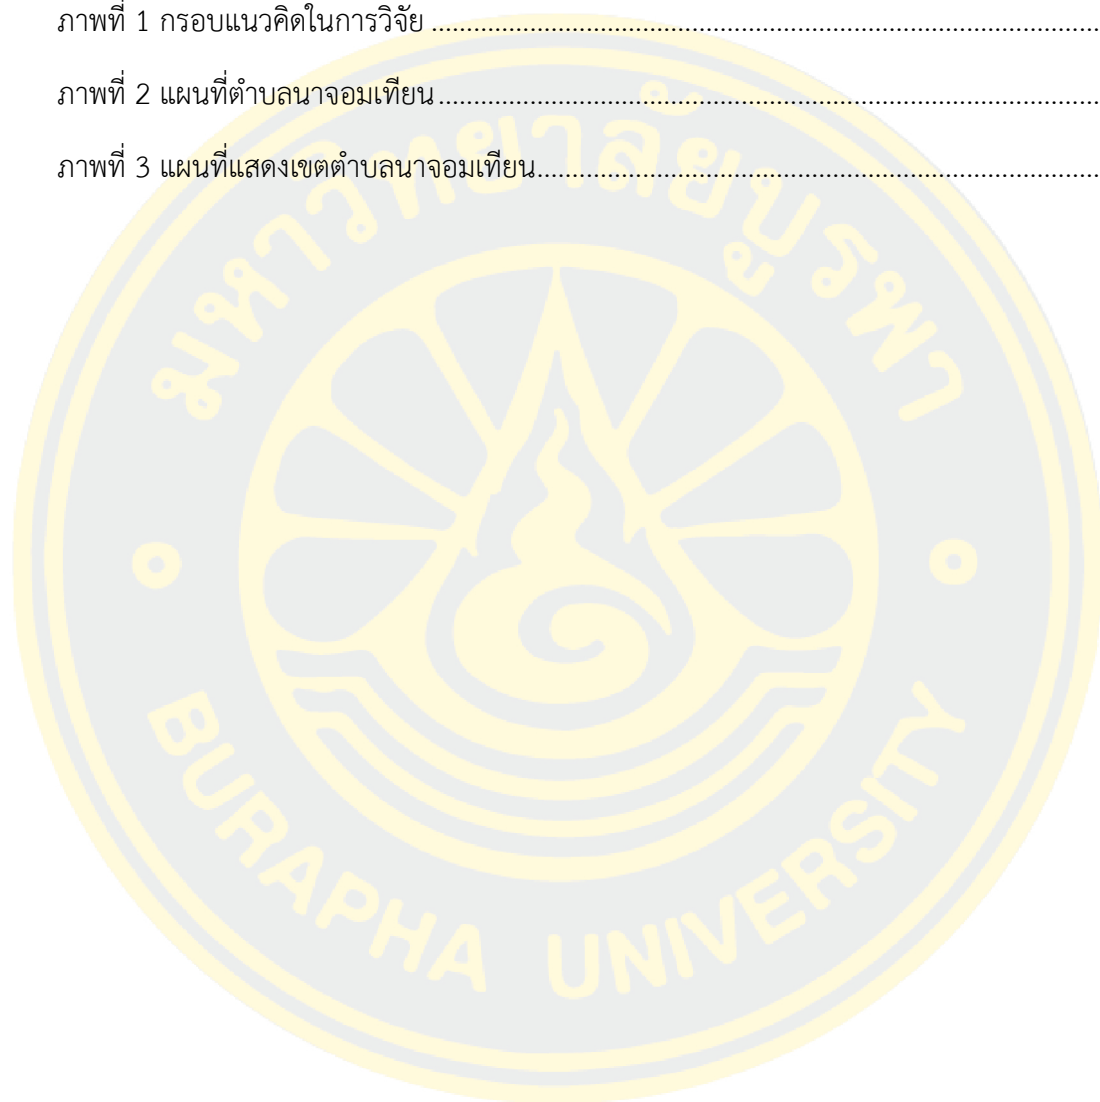 ภาพที่ 1 กรอบแนวคิดในการวิจัย ................................................................................................
ภาพที่ 2 แผนที่ตำบลนาจอมเทียน ................................................................................................
ภาพที่ 3 แผนที่แสดงเขตตำบลนาจอมเทียน................................................................................
มหาวิทยาลัยบูรพา
BURAPHA UNIVERSITY